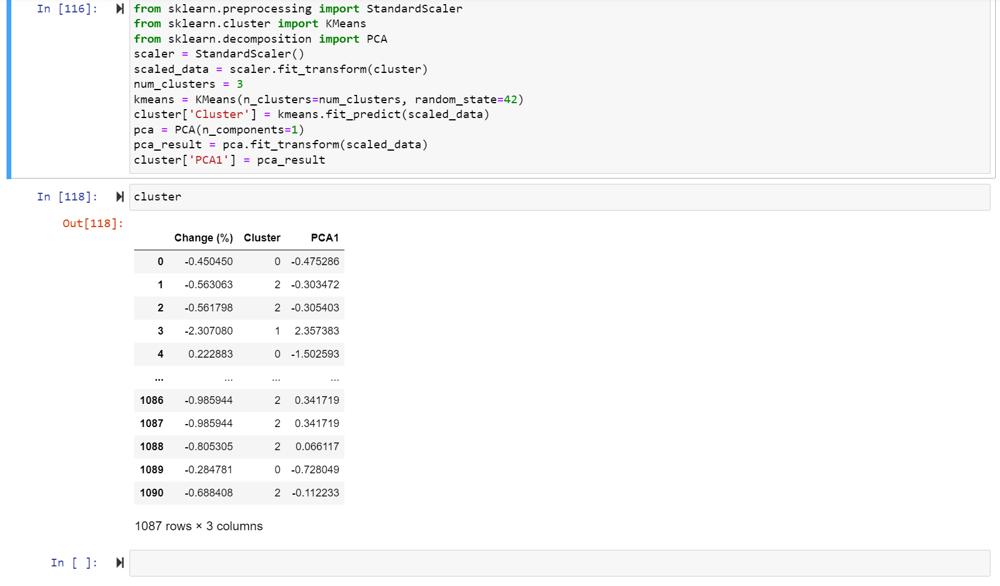 In [116]:
from sklearn.preprocessing import StandardScaler
from sklearn.cluster import KMeans
from sklearn.decomposition import PCA
scaler = StandardScaler()
scaled_data = scaler.fit_transform(cluster)
num_clusters = 3
kmeans = KMeans(n_clusters=num_clusters, random_state=42)
cluster['Cluster'] = kmeans.fit_predict(scaled_data)
pca = PCA(n_components=1)
pca_result = pca.fit_transform(scaled_data)
cluster['PCA1'] = pca_result
In [118]:
cluster
Out[118]:
Change (%) Cluster PCA1
0 -0.450450 0 -0.475286
1 -0.563063 2 -0.303472
2 -0.561798 2 -0.305403
3 -2.307080 1 2.357383
4 0.222883 0 -1.502593
... ... ... ...
1086 -0.985944 2 0.341719
1087 -0.985944 2 0.341719
1088 -0.805305 2 0.066117
1089 -0.284781 0 -0.728049
1090 -0.688408 2 -0.112233
1087 rows × 3 columns
In [ ]: